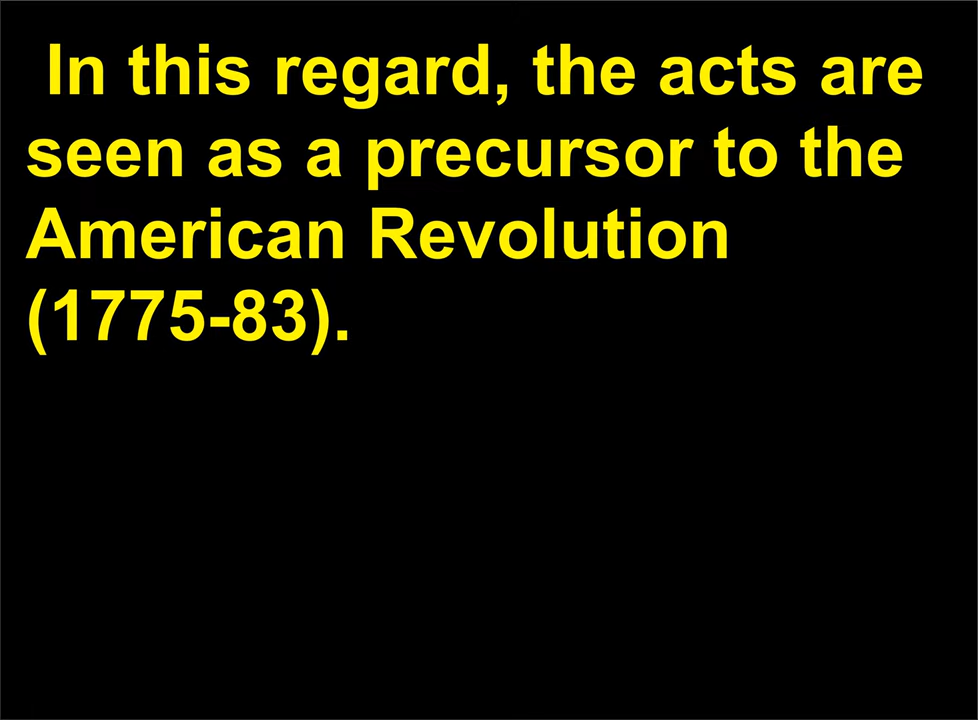 In this regard, the acts are
seen as a precursor to the
American Revolution
(1775-83).